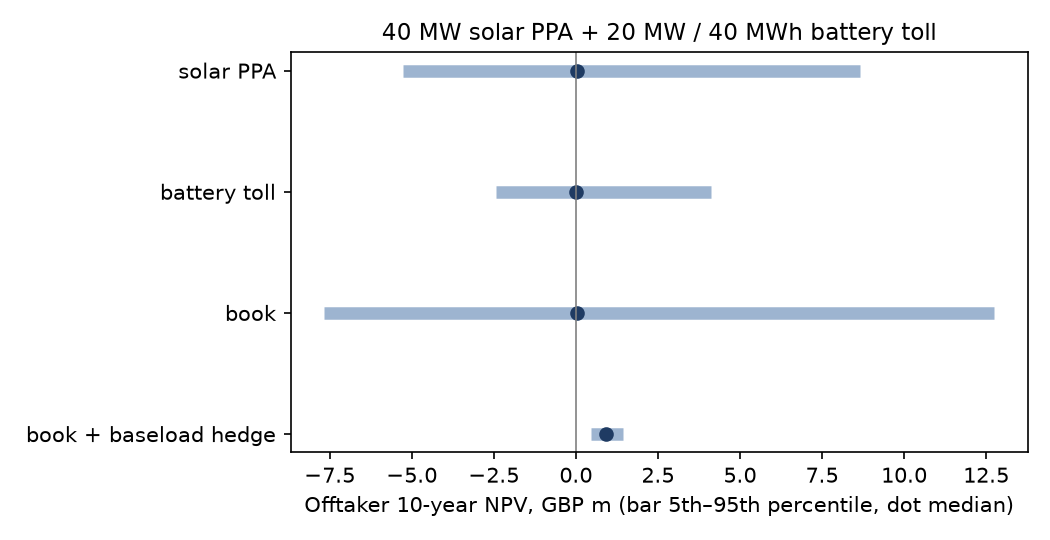 40 MW solar PPA + 20 MW / 40 MWh battery toll
solar PPA
battery toll
book
book + baseload hedge
−7.5 −5.0 −2.5 0.0 2.5 5.0 7.5 10.0 12.5
Offtaker 10-year NPV, GBP m (bar 5th–95th percentile, dot median)